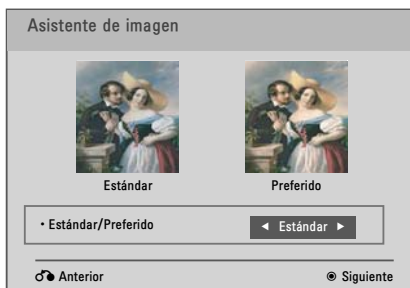 Asistente de imagen
Estándar Preferido
• Estándar/Preferido ◄ Estándar ►
Anterior ◉ Siguiente